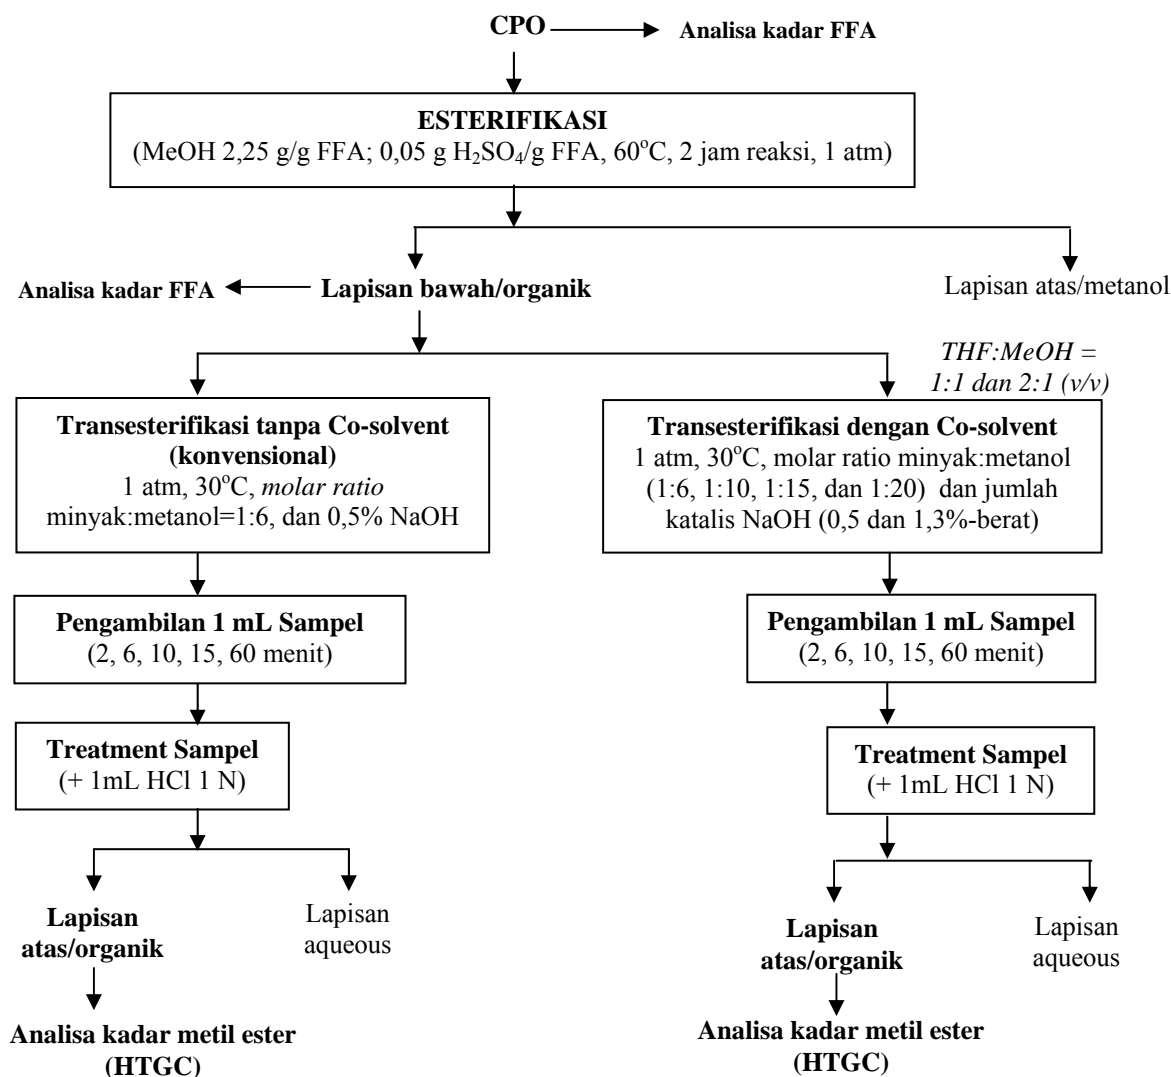 CPO
Analisa kadar FFA
ESTERIFIKASI
(MeOH 2,25 g/g FFA; 0,05 g H₂SO₄/g FFA, 60°C, 2 jam reaksi, 1 atm)
Analisa kadar FFA
Lapisan bawah/organik
Lapisan atas/metanol
THF:MeOH =
1:1 dan 2:1 (v/v)
Transesterifikasi tanpa Co-solvent
(konvensional)
1 atm, 30°C, molar ratio
minyak:metanol=1:6, dan 0,5% NaOH
Transesterifikasi dengan Co-solvent
1 atm, 30°C, molar ratio minyak:metanol
(1:6, 1:10, 1:15, dan 1:20) dan jumlah
katalis NaOH (0,5 dan 1,3%-berat)
Pengambilan 1 mL Sampel
(2, 6, 10, 15, 60 menit)
Pengambilan 1 mL Sampel
(2, 6, 10, 15, 60 menit)
Treatment Sampel
(+ 1mL HCl 1 N)
Treatment Sampel
(+ 1mL HCl 1 N)
Lapisan
atas/organik
Lapisan
aqueous
Lapisan
atas/organik
Lapisan
aqueous
Analisa kadar metil ester
(HTGC)
Analisa kadar metil ester
(HTGC)